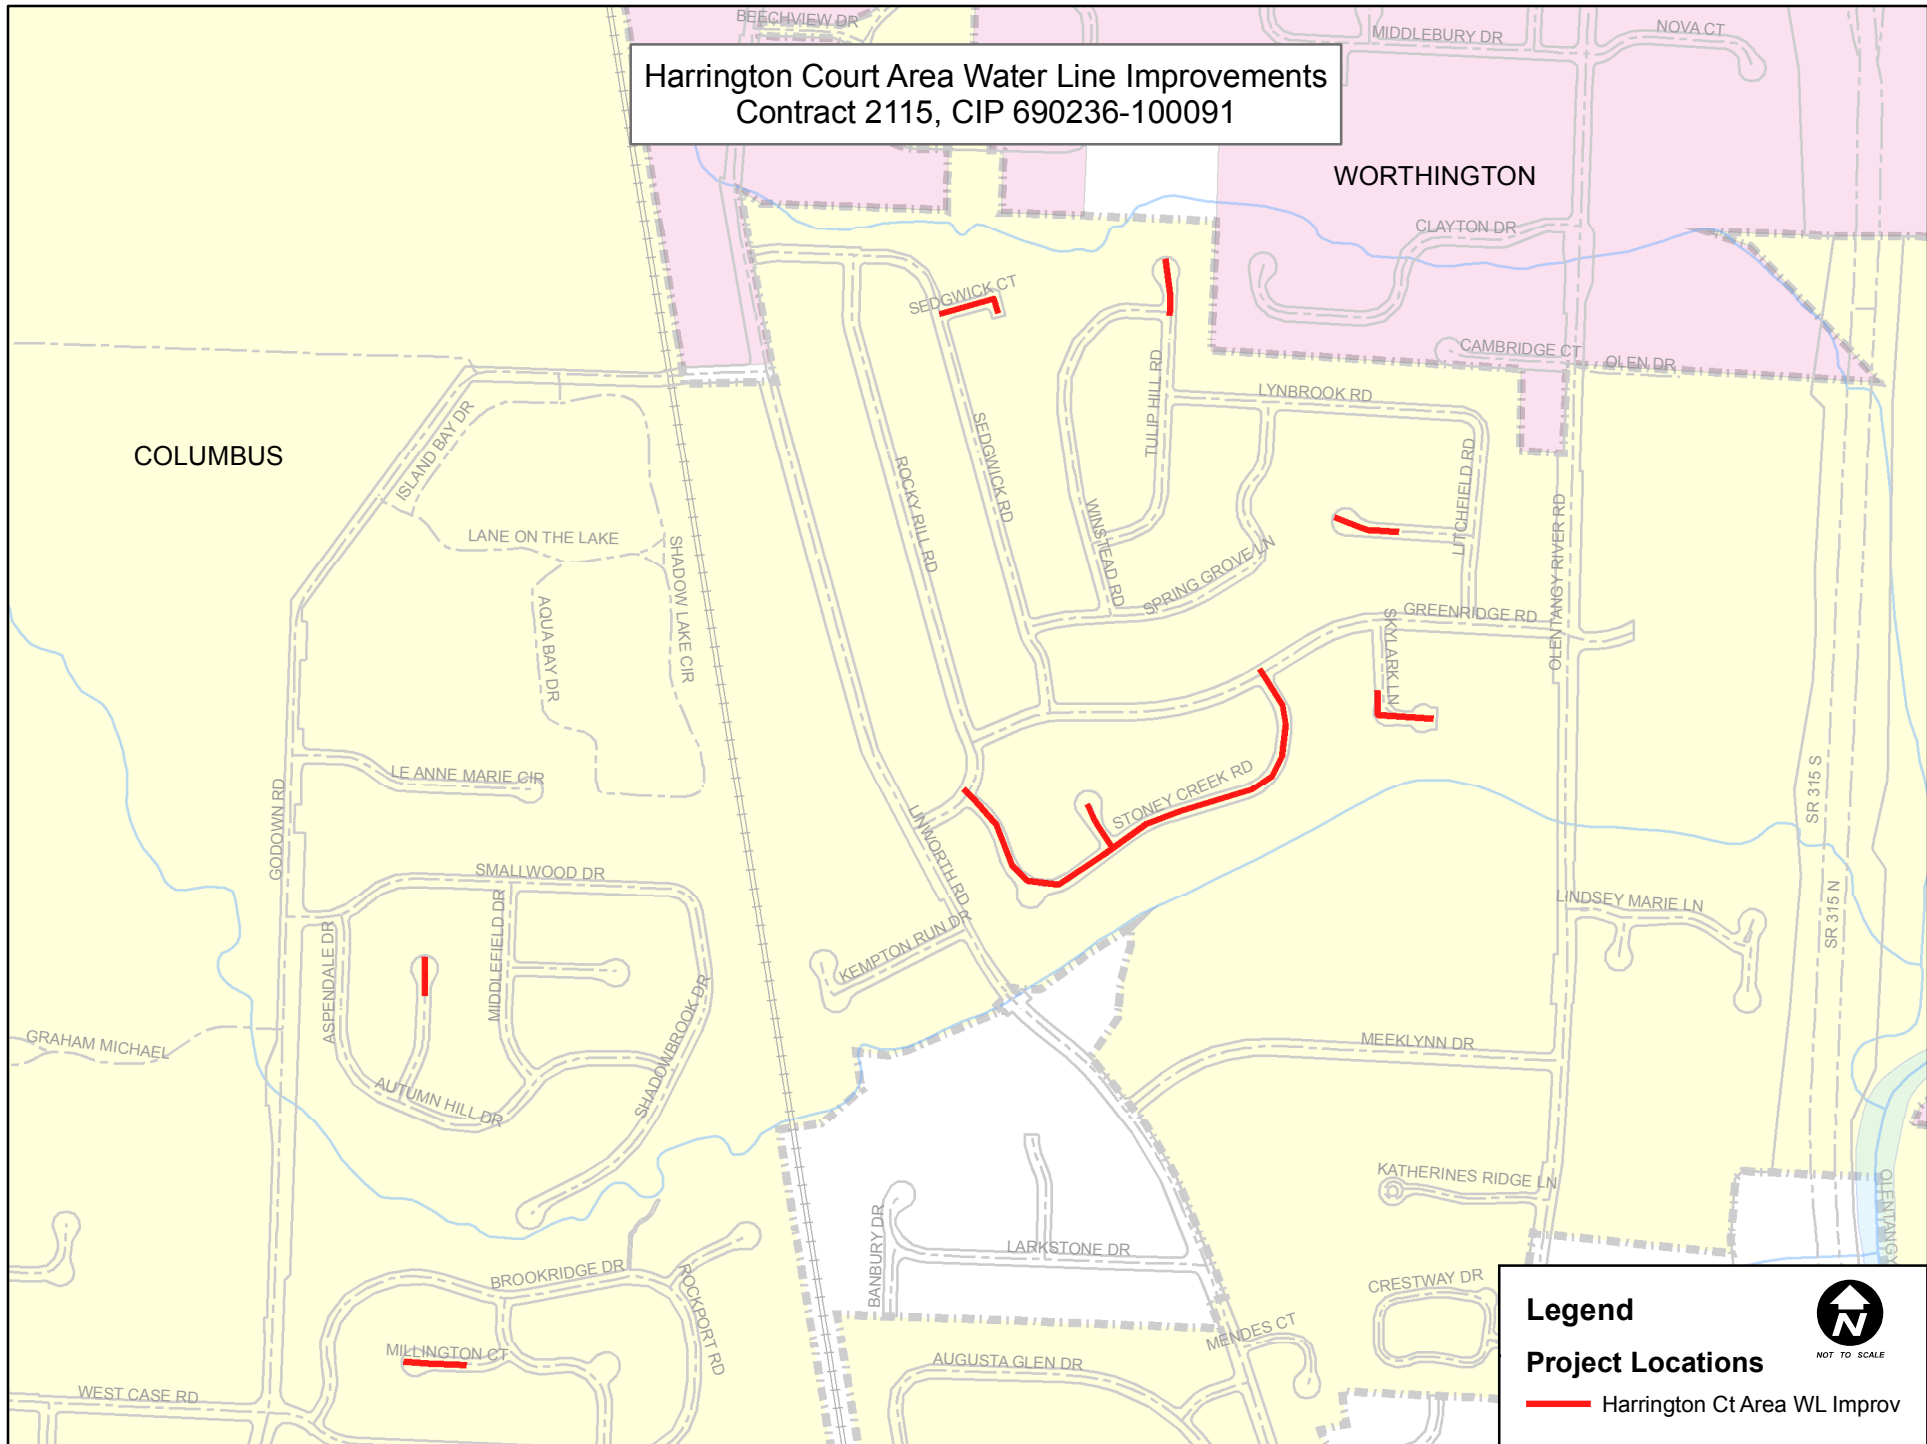 BEECHVIEW DR
MIDDLEBURY DR
NOVA CT
Harrington Court Area Water Line Improvements
Contract 2115, CIP 690236-100091
WORTHINGTON
CLAYTON DR
SEDGWICK CT
CAMBRIDGE CT
OLEN DR
TULIP HILL RD
LYNBROOK RD
COLUMBUS
ISLAND BAY DR
SEDGWICK RD
ROCKY RILL RD
LITCHFIELD RD
OLENTANGY RIVER RD
LANE ON THE LAKE
SHADOW LAKE CIR
WINSTEAD RD
SPRING GROVE LN
AQUA BAY DR
GREENRIDGE RD
SKYLARK LN
LE ANNE MARIE CIR
GODOWN RD
STONEY CREEK RD
SR 315 S
LINWORTH RD
SMALLWOOD DR
MIDDLEFIELD DR
ASPENDALE DR
KEMPTON RUN DR
LINDSEY MARIE LN
SR 315 N
SHADOWBROOK DR
GRAHAM MICHAEL
AUTUMN HILL DR
MEEKLYNN DR
KATHERINES RIDGE LN
OLENTANGY
BANBURY DR
LARKSTONE DR
BROOKRIDGE DR
ROCKPORT RD
CRESTWAY DR
MENDES CT
MILLINGTON CT
AUGUSTA GLEN DR
WEST CASE RD
Legend
N
NOT TO SCALE
Project Locations
Harrington Ct Area WL Improv